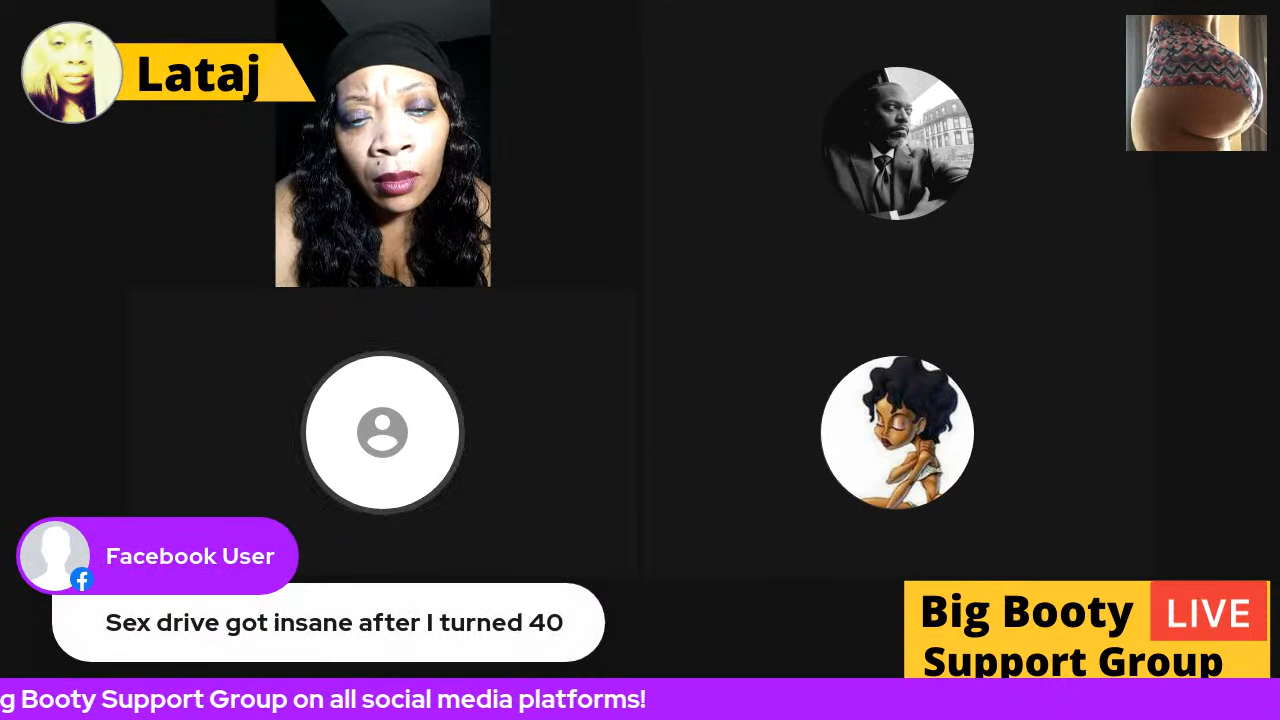 Lataj
Facebook User
Sex drive got insane after I turned 40
Big Booty LIVE
Support Group
g Booty Support Group on all social media platforms!